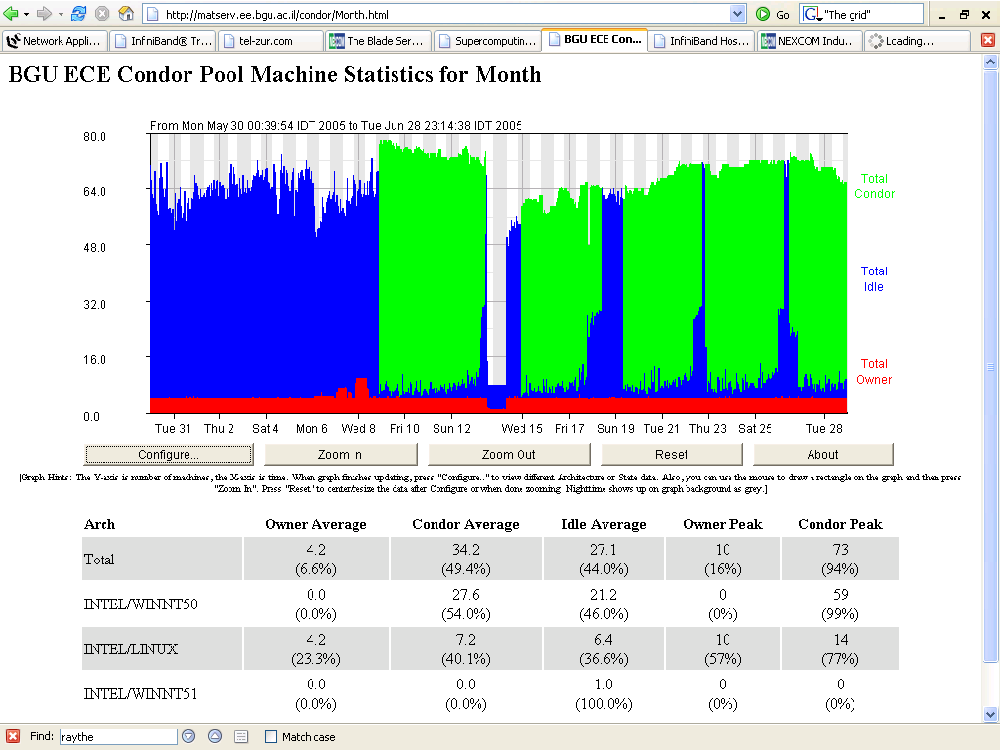 http://matserv.ee.bgu.ac.il/condor/Month.html
Go
G "The grid"
Network Appli...
InfiniBand® Tr...
tel-zur.com
The Blade Ser...
Supercomputin...
BGU ECE Con...
InfiniBand Hos...
NEXCOM Indu...
Loading...
BGU ECE Condor Pool Machine Statistics for Month
From Mon May 30 00:39:54 IDT 2005 to Tue Jun 28 23:14:38 IDT 2005
80.0
64.0
48.0
32.0
16.0
0.0
Total
Condor
Total
Idle
Total
Owner
Tue 31 Thu 2 Sat 4 Mon 6 Wed 8 Fri 10 Sun 12 Wed 15 Fri 17 Sun 19 Tue 21 Thu 23 Sat 25 Tue 28
Configure... Zoom In Zoom Out Reset About
[Graph Hints: The Y-axis is number of machines, the X-axis is time. When graph finishes updating, press "Configure.." to view different Architecture or State data. Also, you can use the mouse to draw a rectangle on the graph and then press
"Zoom In". Press "Reset" to center/resize the data after Configure or when done zooming. Nighttime shows up on graph background as grey.]
Arch Owner Average Condor Average Idle Average Owner Peak Condor Peak
Total 4.2 34.2 27.1 10 73
(6.6%) (49.4%) (44.0%) (16%) (94%)
INTEL/WINNT50 0.0 27.6 21.2 0 59
(0.0%) (54.0%) (46.0%) (0%) (99%)
INTEL/LINUX 4.2 7.2 6.4 10 14
(23.3%) (40.1%) (36.6%) (57%) (77%)
INTEL/WINNT51 0.0 0.0 1.0 0 0
(0.0%) (0.0%) (100.0%) (0%) (0%)
Find: raythe Match case